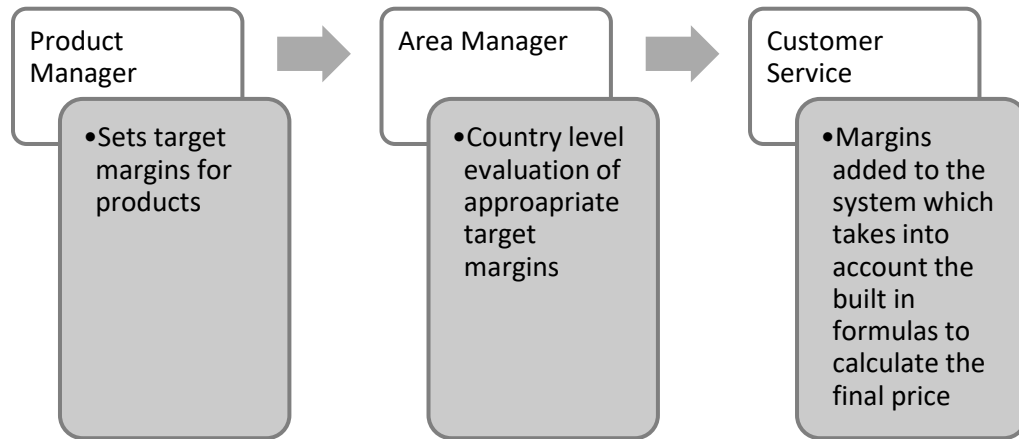 Product
Manager
•Sets target
margins for
products
Area Manager
•Country level
evaluation of
approapriate
target
margins
Customer
Service
•Margins
added to the
system which
takes into
account the
built in
formulas to
calculate the
final price